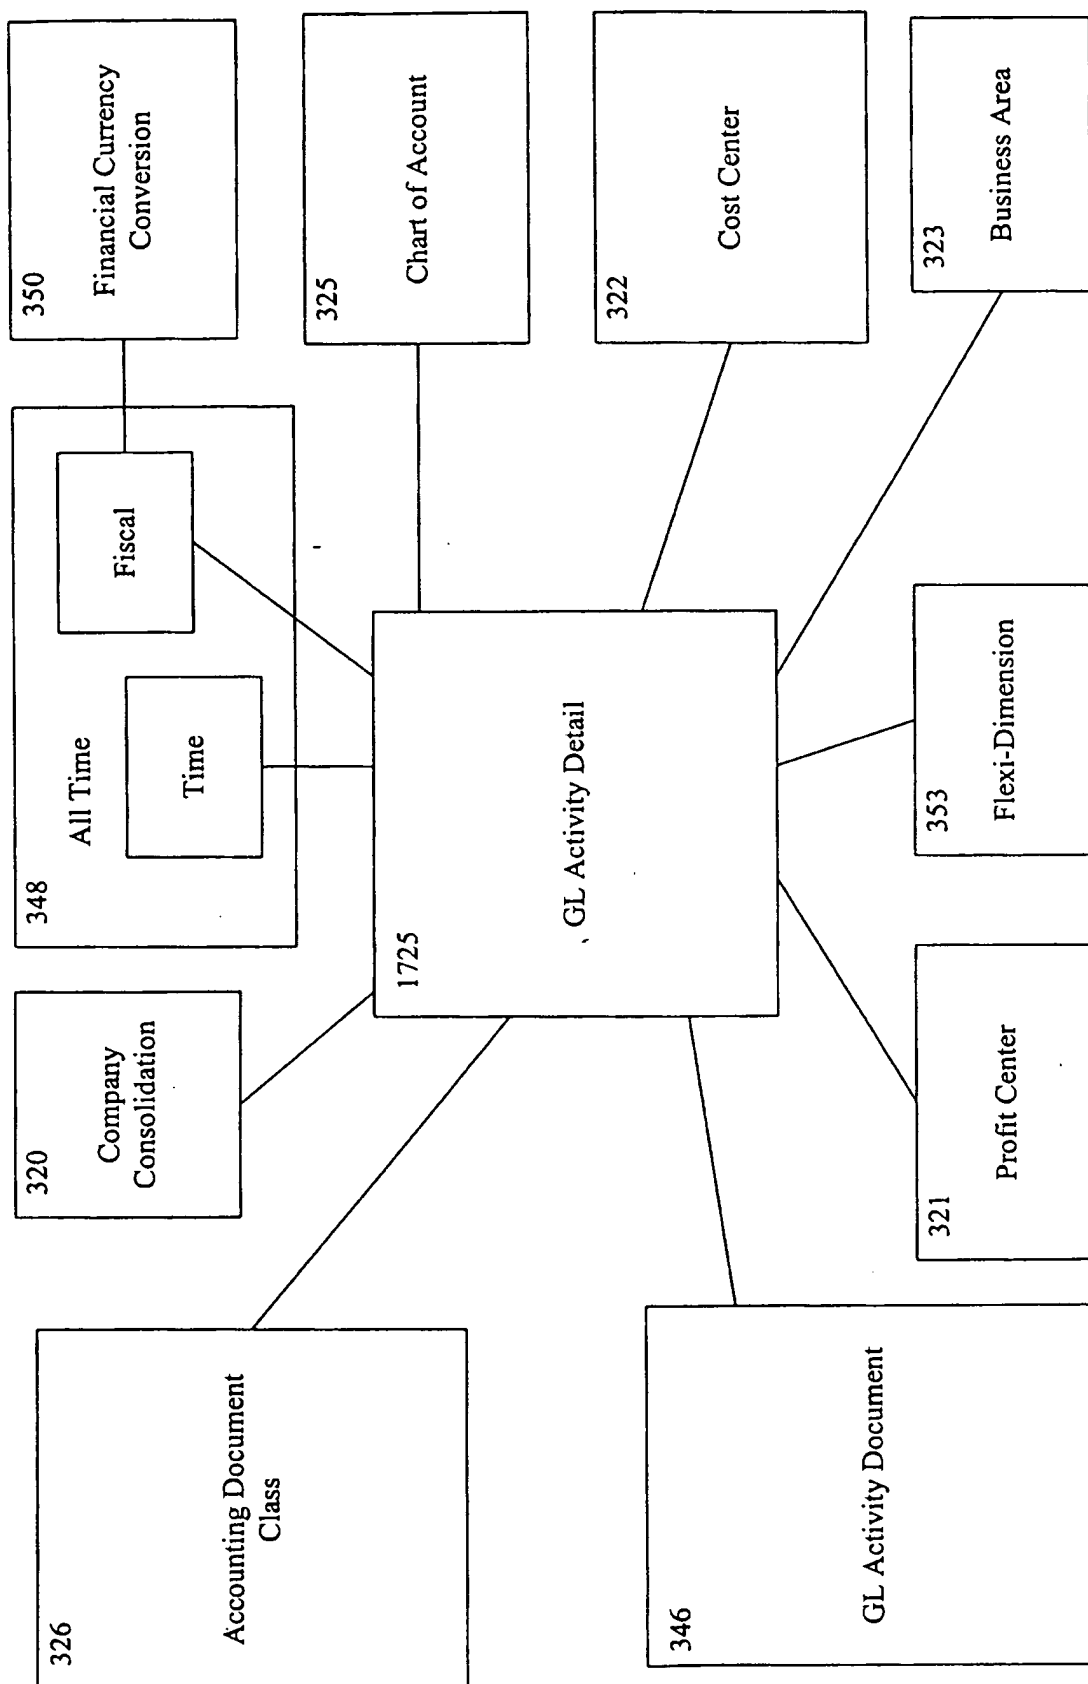 326
Accounting Document
Class
320
Company
Consolidation
348
All Time
Time
Fiscal
350
Financial Currency
Conversion
1725
GL Activity Detail
325
Chart of Account
346
GL Activity Document
322
Cost Center
321
Profit Center
353
Flexi-Dimension
323
Business Area